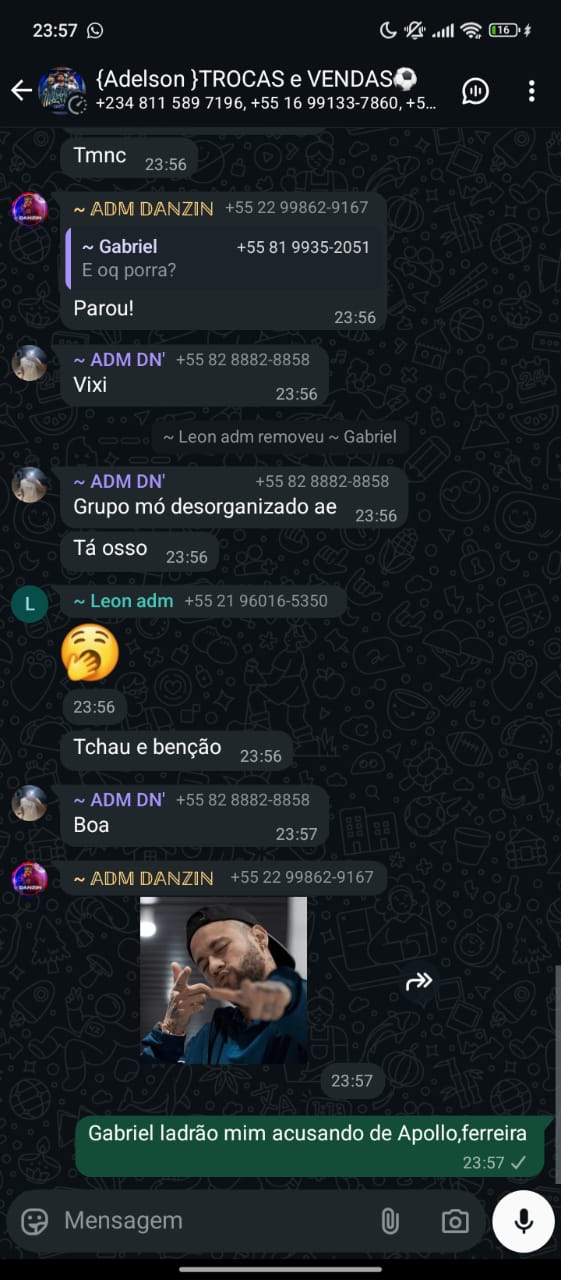 23:57
16
{Adelson }TROCAS e VENDAS⚽
+234 811 589 7196, +55 16 99133-7860, +5...
Tmnc 23:56
~ ADM DANZIN +55 22 99862-9167
~ Gabriel +55 81 9935-2051
E oq porra?
Parou! 23:56
~ ADM DN' +55 82 8882-8858
Vixi 23:56
~ Leon adm removeu ~ Gabriel
~ ADM DN' +55 82 8882-8858
Grupo mó desorganizado ae 23:56
Tá osso 23:56
L
~ Leon adm +55 21 96016-5350
🥱
23:56
Tchau e benção 23:56
~ ADM DN' +55 82 8882-8858
Boa 23:57
DANZIN
~ ADM DANZIN +55 22 99862-9167
23:57
Gabriel ladrão mim acusando de Apollo,ferreira
23:57
Mensagem